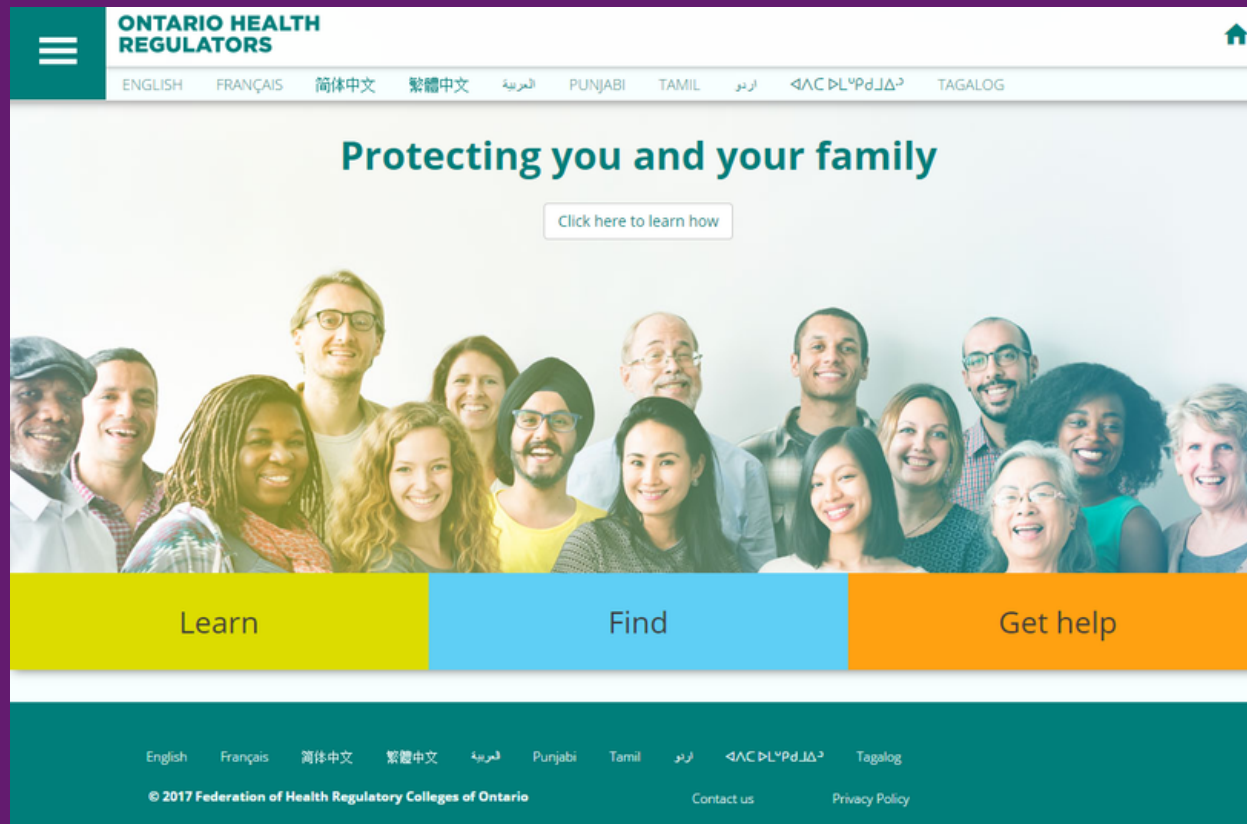 ONTARIO HEALTH
REGULATORS
ENGLISH FRANÇAIS 简体中文 繁體中文 العربية PUNJABI TAMIL اردو ᐊᐱᑕ ᐅᒪᒡᑭᑯᒧᐃᐣ TAGALOG
Protecting you and your family
Click here to learn how
Learn Find Get help
English Français 简体中文 繁體中文 العربية Punjabi Tamil اردو Tagalog
© 2017 Federation of Health Regulatory Colleges of Ontario Contact us Privacy Policy